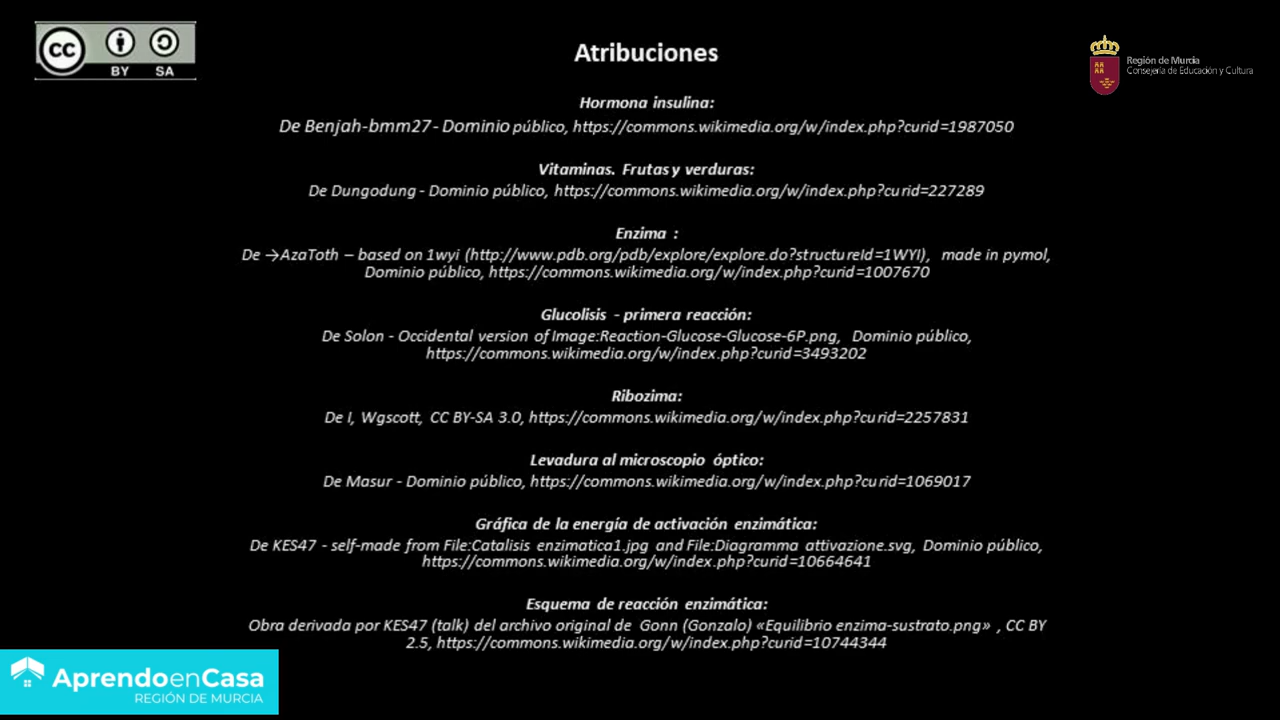 cc
BY SA
Atribuciones
Región de Murcia
Consejería de Educación y Cultura
Hormona insulina:
De Benjah-bmm27 - Dominio público, https://commons.wikimedia.org/w/index.php?curid=1987050
Vitaminas. Frutas y verduras:
De Dungodung - Dominio público, https://commons.wikimedia.org/w/index.php?curid=227289
Enzima :
De →AzaToth – based on 1wyi (http://www.pdb.org/pdb/explore/explore.do?structureId=1WYI), made in pymol,
Dominio público, https://commons.wikimedia.org/w/index.php?curid=1007670
Glucolisis - primera reacción:
De Solon - Occidental version of Image:Reaction-Glucose-Glucose-6P.png, Dominio público,
https://commons.wikimedia.org/w/index.php?curid=3493202
Ribozima:
De I, Wgscott, CC BY-SA 3.0, https://commons.wikimedia.org/w/index.php?curid=2257831
Levadura al microscopio óptico:
De Masur - Dominio público, https://commons.wikimedia.org/w/index.php?curid=1069017
Gráfica de la energía de activación enzimática:
De KES47 - self-made from File:Catalisis enzimatica1.jpg and File:Diagramma attivazione.svg, Dominio público,
https://commons.wikimedia.org/w/index.php?curid=10664641
Esquema de reacción enzimática:
Obra derivada por KES47 (talk) del archivo original de Gonn (Gonzalo) «Equilibrio enzima-sustrato.png» , CC BY
2.5, https://commons.wikimedia.org/w/index.php?curid=10744344
AprendoenCasa
REGIÓN DE MURCIA